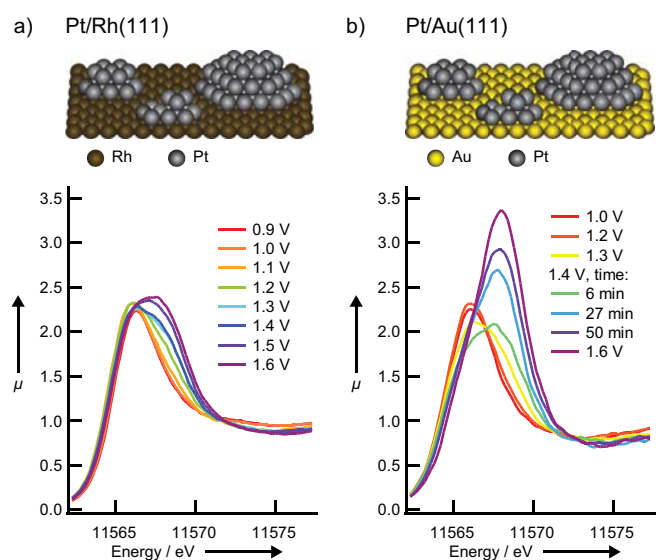 a) Pt/Rh(111)
Rh Pt
3.5
3.0
2.5
2.0
1.5
1.0
0.5
0.0
μ
0.9 V
1.0 V
1.1 V
1.2 V
1.3 V
1.4 V
1.5 V
1.6 V
11565 11570 11575
Energy / eV
b) Pt/Au(111)
Au Pt
3.5
3.0
2.5
2.0
1.5
1.0
0.5
0.0
μ
1.0 V
1.2 V
1.3 V
1.4 V, time:
6 min
27 min
50 min
1.6 V
11565 11570 11575
Energy / eV